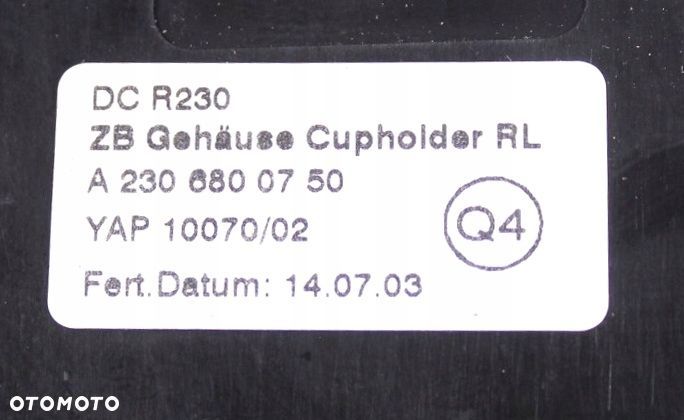 DC R230
ZB Gehäuse Cupholder RL
A 230 680 07 50
YAP 10070/02
Q4
Fert.Datum: 14.07.03
OTOMOTO